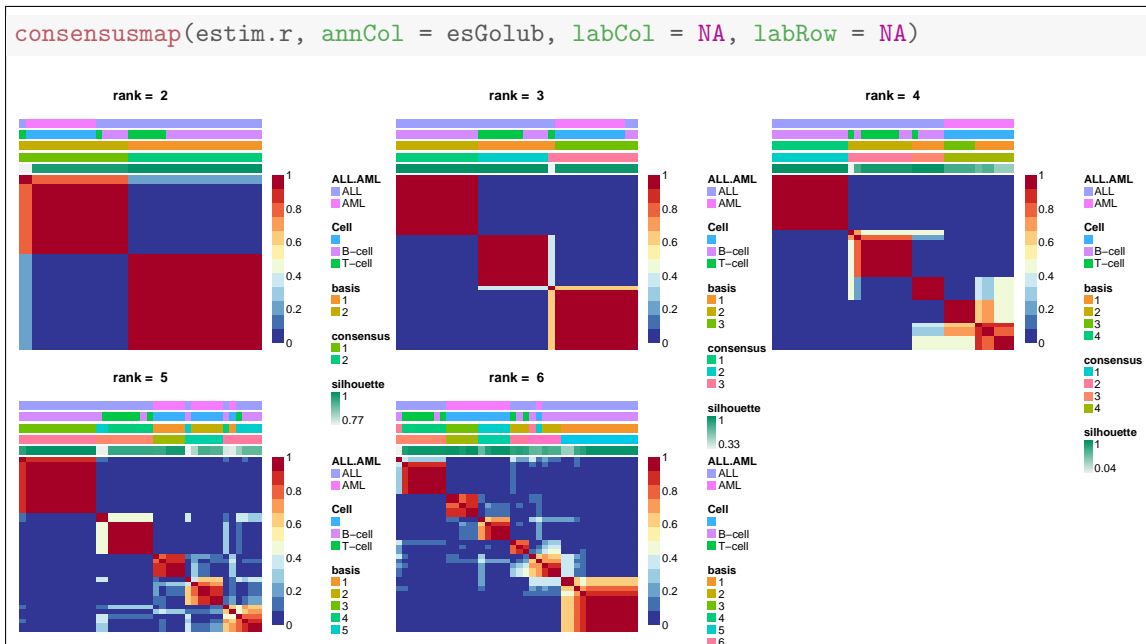 consensusmap(estim.r, annCol = esGolub, labCol = NA, labRow = NA)
rank = 2
1
0.8
0.6
0.4
0.2
0
ALL.AML
ALL
AML
Cell
B−cell
T−cell
basis
1
2
consensus
1
2
silhouette
1
0.77
rank = 3
1
0.8
0.6
0.4
0.2
0
ALL.AML
ALL
AML
Cell
B−cell
T−cell
basis
1
2
3
consensus
1
2
3
silhouette
1
0.33
rank = 4
1
0.8
0.6
0.4
0.2
0
ALL.AML
ALL
AML
Cell
B−cell
T−cell
basis
1
2
3
4
consensus
1
2
3
4
silhouette
1
0.04
rank = 5
1
0.8
0.6
0.4
0.2
0
ALL.AML
ALL
AML
Cell
B−cell
T−cell
basis
1
2
3
4
5
rank = 6
1
0.8
0.6
0.4
0.2
0
ALL.AML
ALL
AML
Cell
B−cell
T−cell
basis
1
2
3
4
5
6